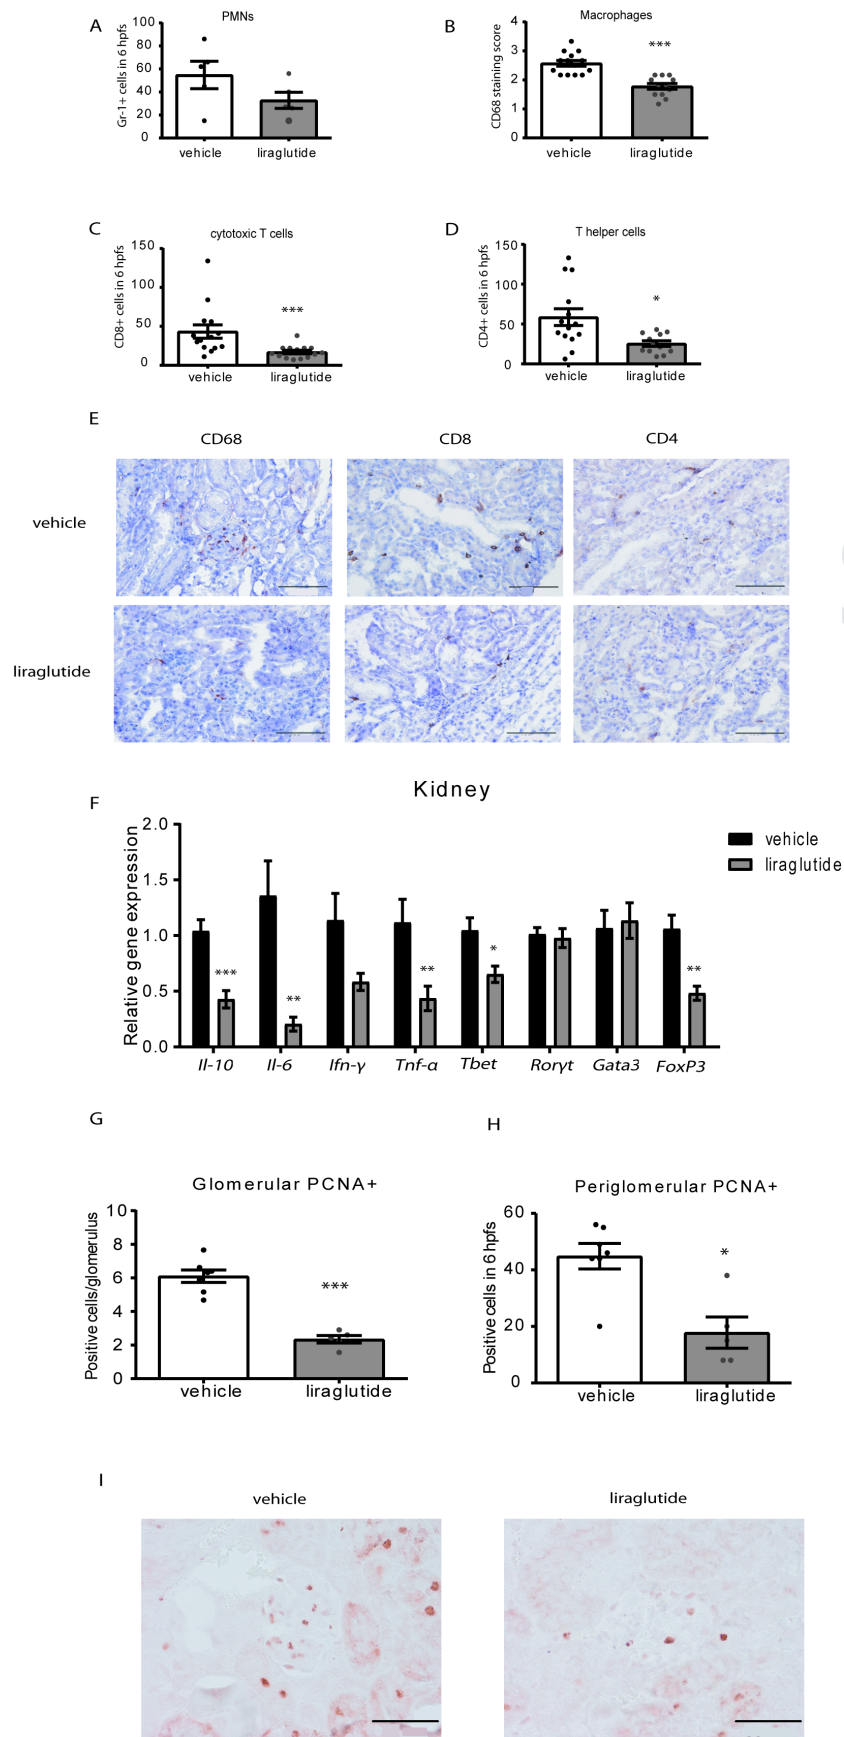 A
PMNs
Gr-1+ cells in 6 hpfs
100
80
60
40
20
0
vehicle
liraglutide
B
Macrophages
CD68 staining score
4
3
2
1
0
***
vehicle
liraglutide
C
cytotoxic T cells
CD8+ cells in 6 hpfs
150
100
50
0
***
vehicle
liraglutide
D
T helper cells
CD4+ cells in 6 hpfs
150
100
50
0
*
vehicle
liraglutide
E
CD68
CD8
CD4
vehicle
liraglutide
F
Kidney
Relative gene expression
2.0
1.5
1.0
0.5
0.0
***
**
**
*
**
Il-10
Il-6
Ifn-γ
Tnf-α
Tbet
Rorγt
Gata3
FoxP3
vehicle
liraglutide
G
Glomerular PCNA+
Positive cells/glomerulus
10
8
6
4
2
0
***
vehicle
liraglutide
H
Periglomerular PCNA+
Positive cells in 6 hpfs
60
40
20
0
*
vehicle
liraglutide
I
vehicle
liraglutide